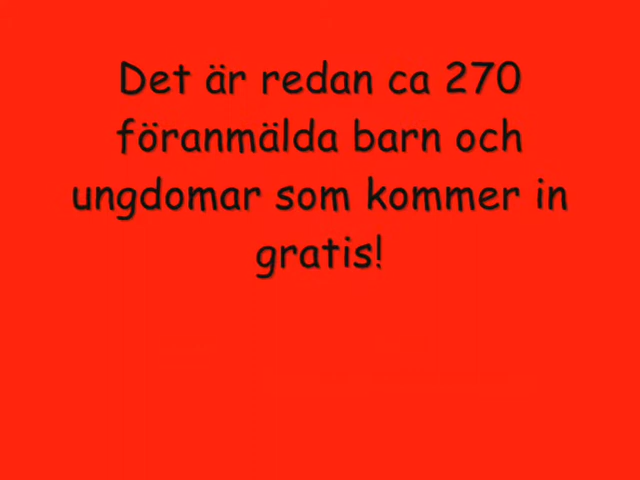 Det är redan ca 270
föranmälda barn och
ungdomar som kommer in
gratis!